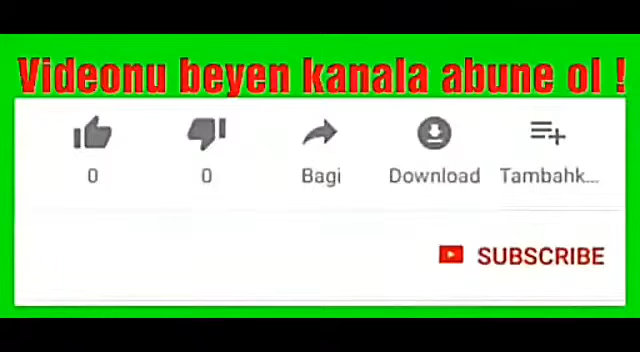 Videonu beyen kanala abune ol !
0 0 Bagi Download Tambahk...
SUBSCRIBE